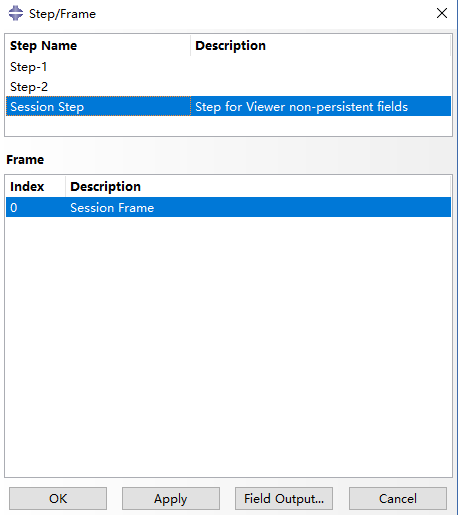 Step/Frame
Step Name Description
Step-1
Step-2
Session Step Step for Viewer non-persistent fields
Frame
Index Description
0 Session Frame
OK Apply Field Output... Cancel